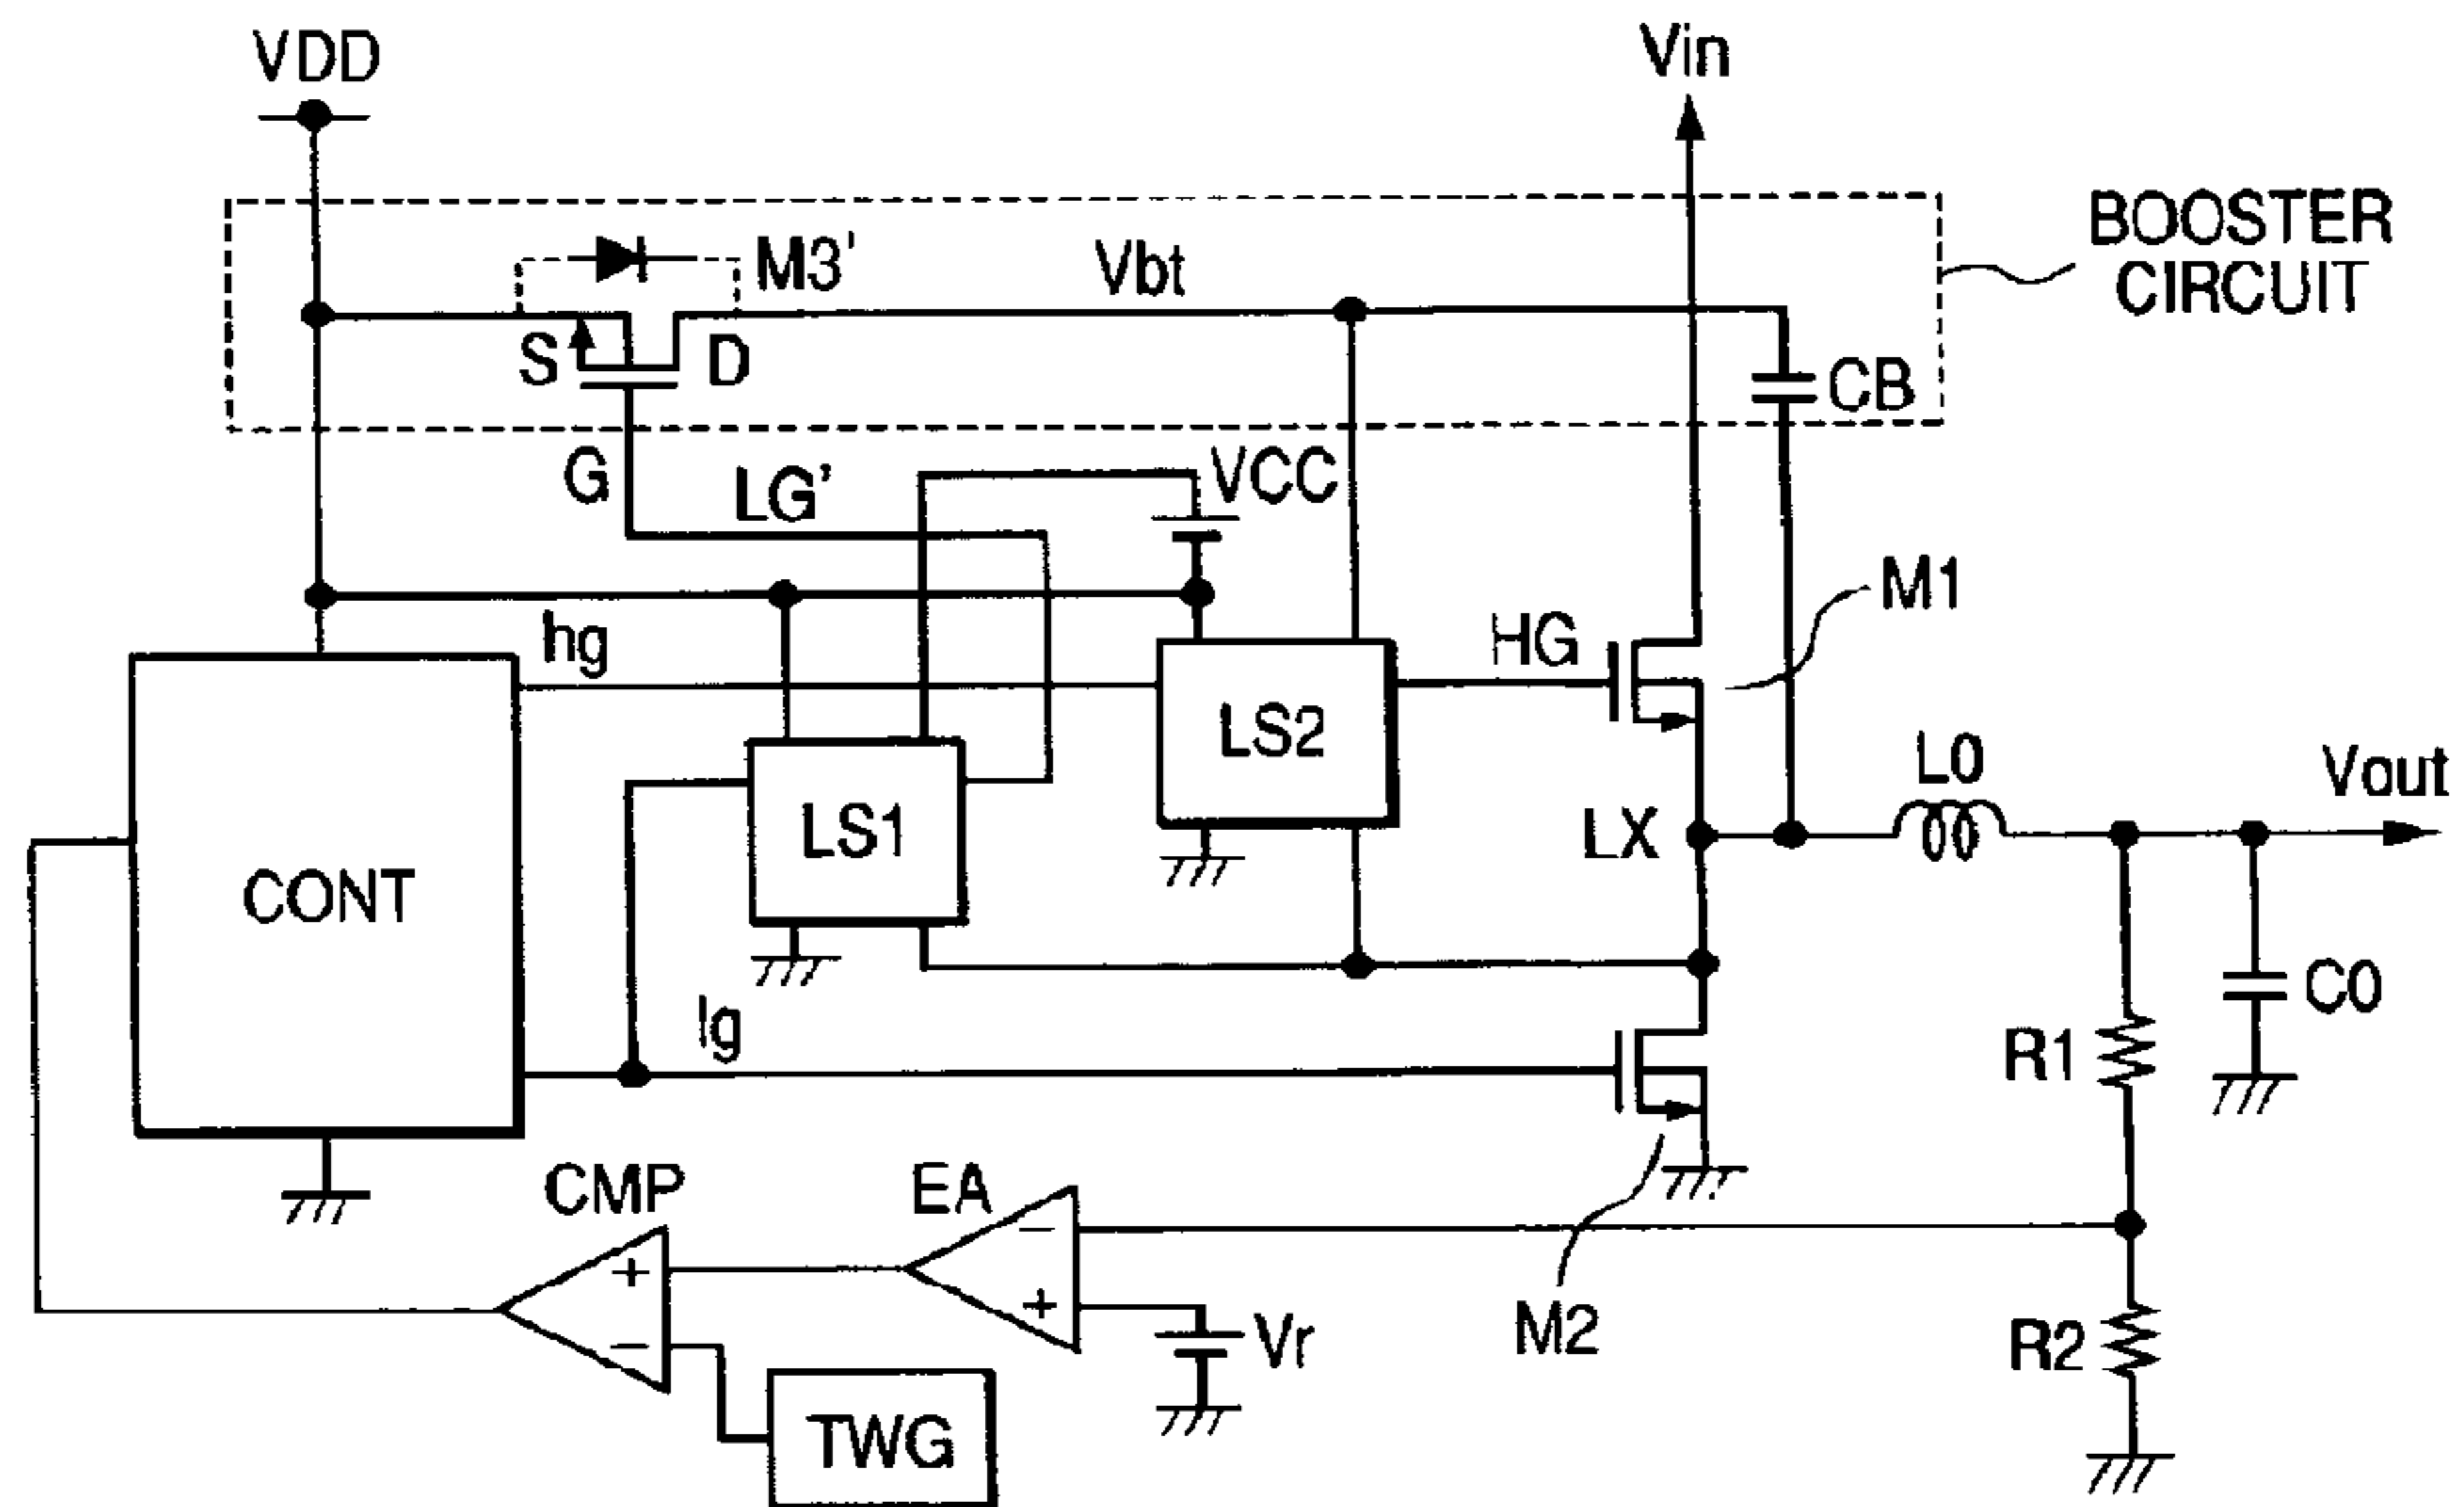 VDD
Vin
BOOSTER
CIRCUIT
M3'
Vbt
S
D
CB
G
LG'
VCC
M1
hg
HG
LS2
L0
Vout
LS1
LX
CONT
C0
lg
R1
CMP
EA
+
−
−
+
M2
Vr
R2
TWG